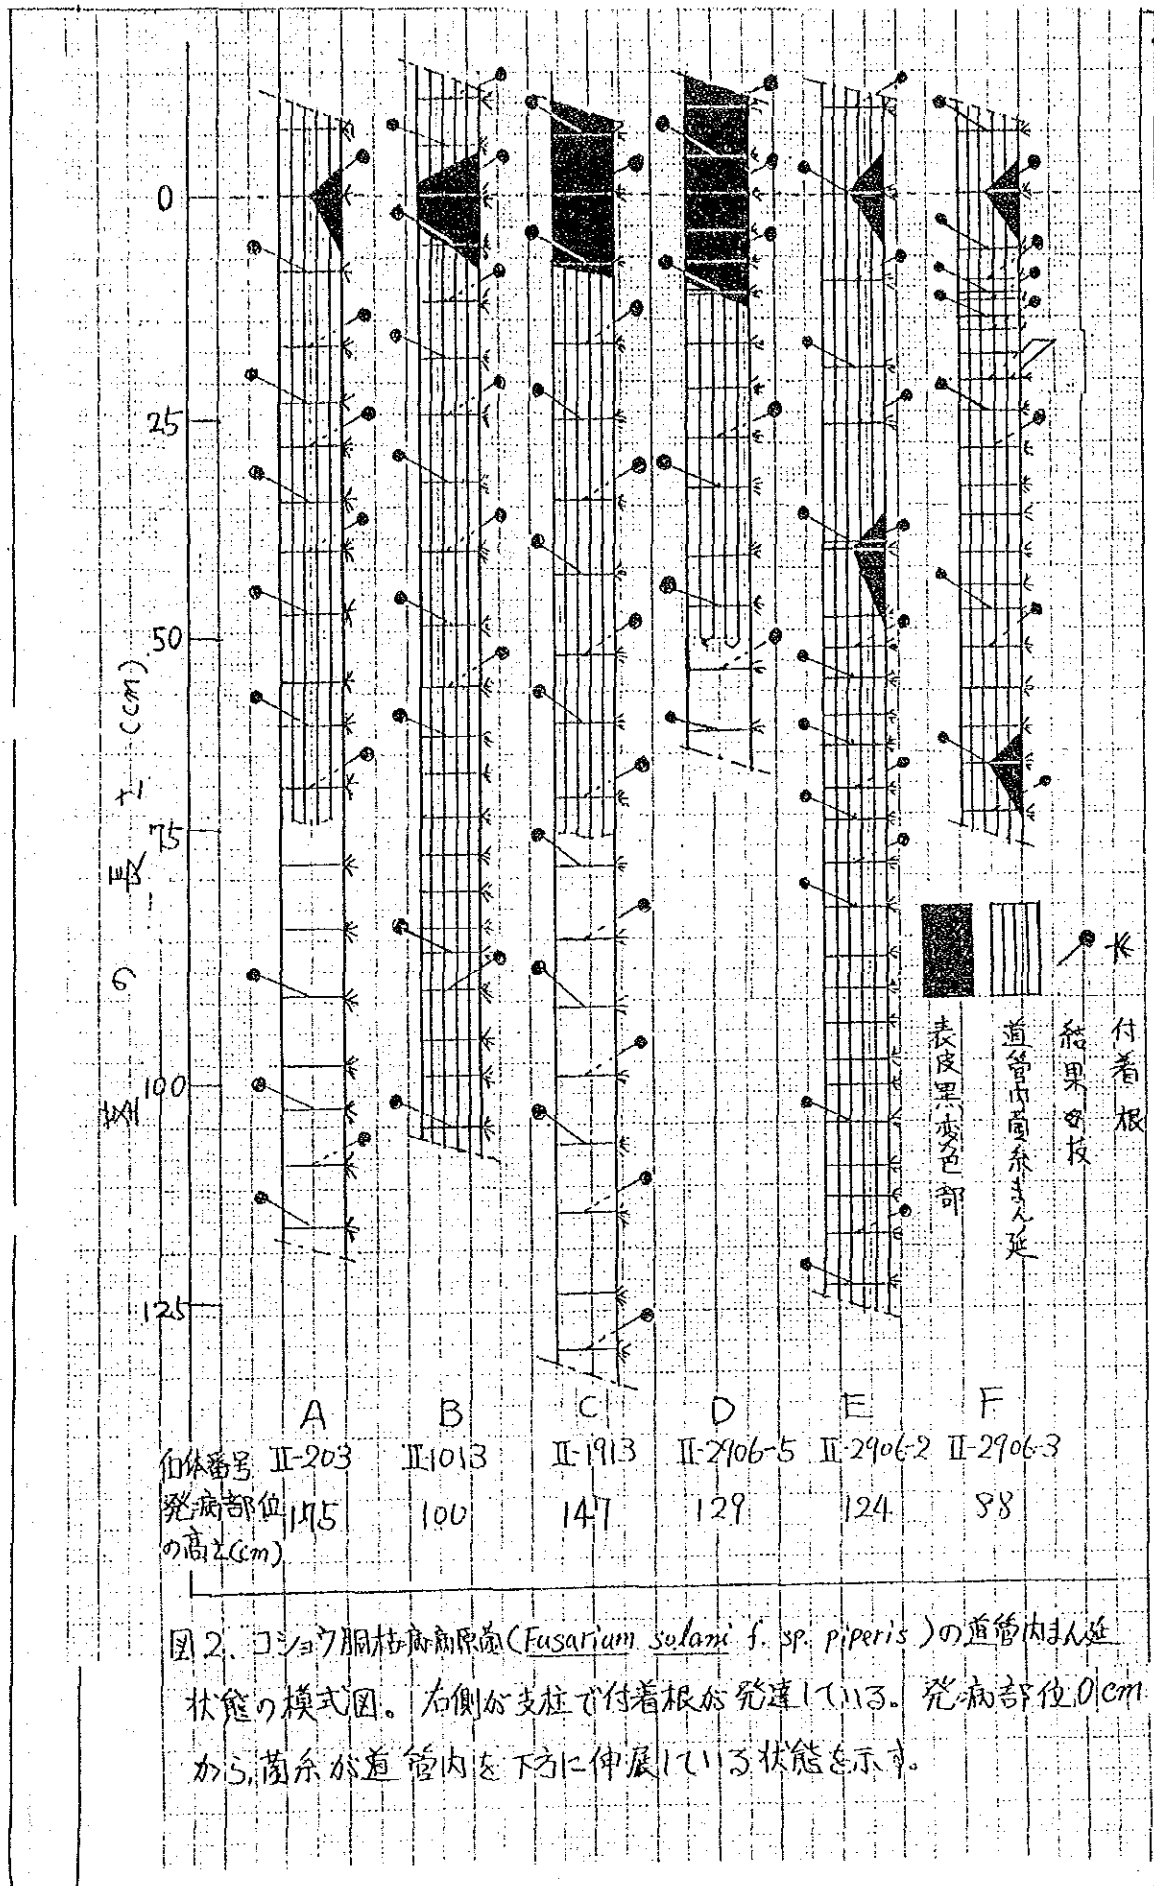 0
25
50
75
100
125
茎の長さ (cm)
表皮黒変色部
道管内菌糸まん延
結果母枝
付着根
A B C D E F
個体番号 II-203 II-1013 II-1913 II-2906-5 II-2906-2 II-2906-3
発病部位 175 100 147 129 124 88
の高さ(cm)
図2. コショウ胴枯病病原菌(Fusarium solani f. sp. piperis)の道管内まん延
状態の模式図。右側が支柱で付着根が発達している。発病部位0cm
から菌糸が道管内を下方に伸展している状態を示す。